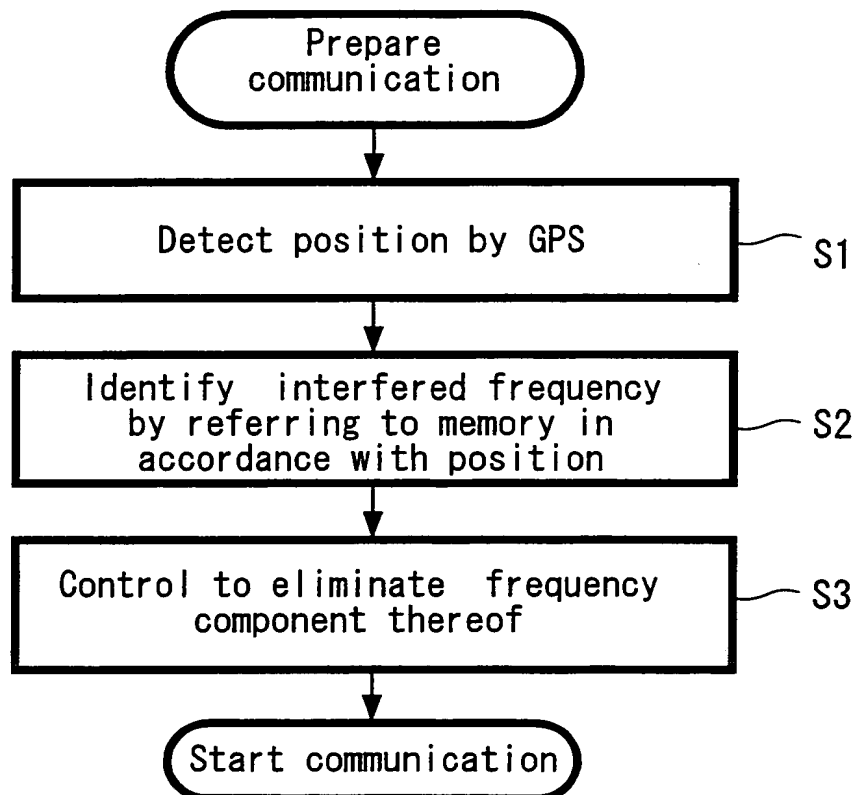 Prepare
communication
Detect position by GPS
S1
Identify interfered frequency
by referring to memory in
accordance with position
S2
Control to eliminate frequency
component thereof
S3
Start communication